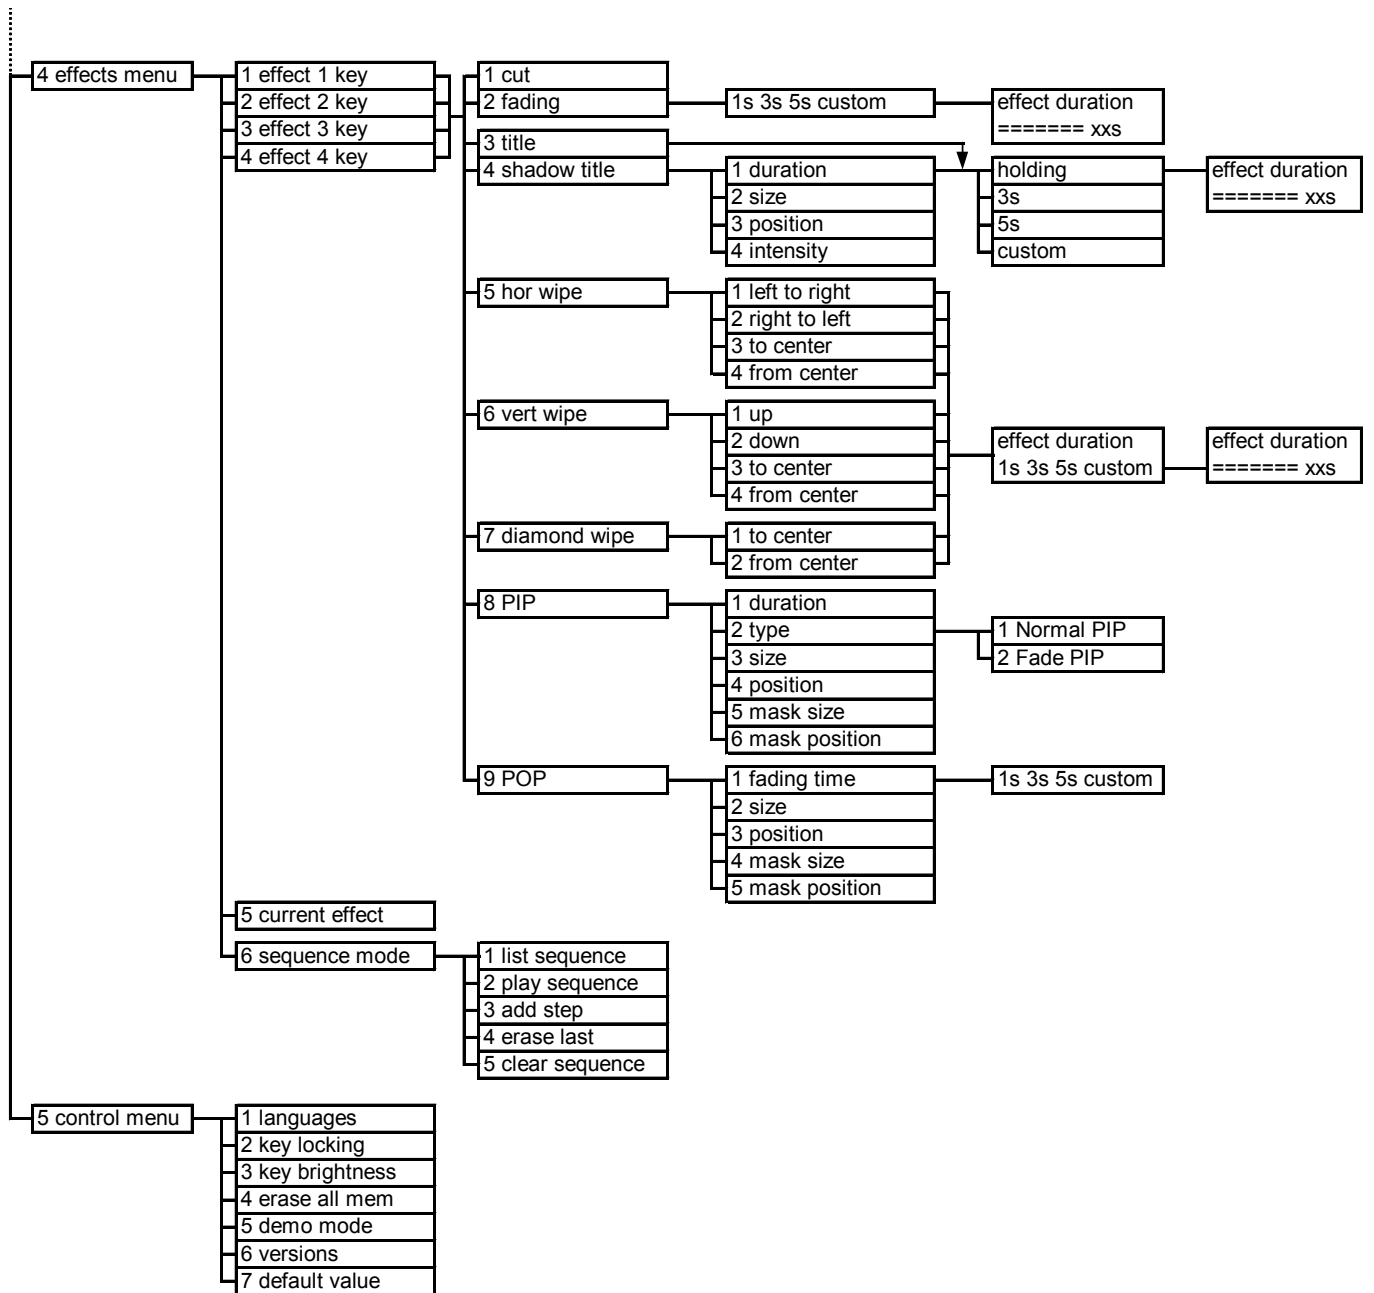 4 effects menu
1 effect 1 key
2 effect 2 key
3 effect 3 key
4 effect 4 key
1 cut
2 fading
1s 3s 5s custom
effect duration
======= xxs
3 title
4 shadow title
1 duration
2 size
3 position
4 intensity
holding
3s
5s
custom
effect duration
======= xxs
5 hor wipe
1 left to right
2 right to left
3 to center
4 from center
6 vert wipe
1 up
2 down
3 to center
4 from center
effect duration
1s 3s 5s custom
effect duration
======= xxs
7 diamond wipe
1 to center
2 from center
8 PIP
1 duration
2 type
3 size
4 position
5 mask size
6 mask position
1 Normal PIP
2 Fade PIP
9 POP
1 fading time
2 size
3 position
4 mask size
5 mask position
1s 3s 5s custom
5 current effect
6 sequence mode
1 list sequence
2 play sequence
3 add step
4 erase last
5 clear sequence
5 control menu
1 languages
2 key locking
3 key brightness
4 erase all mem
5 demo mode
6 versions
7 default value